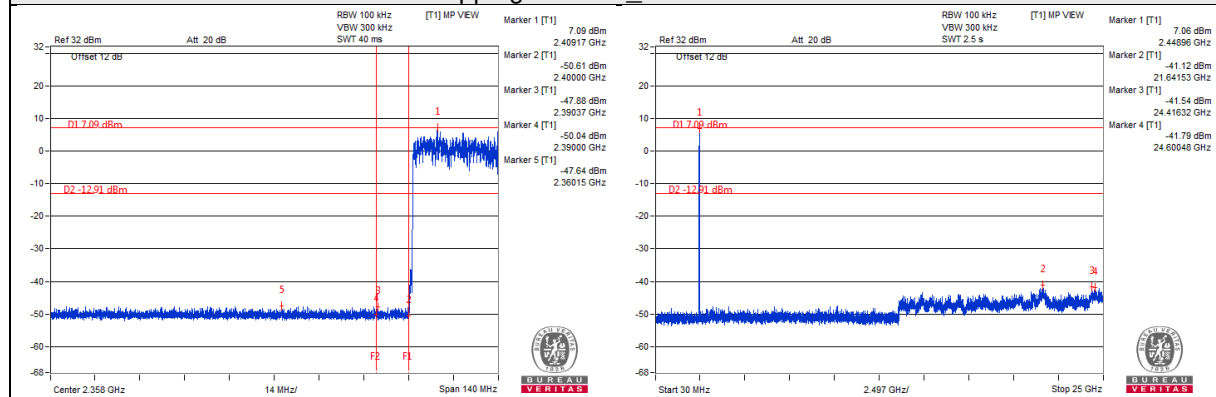 RBW 100 kHz
[T1] MP VIEW
VBW 300 kHz
Ref 32 dBm
Att 20 dB
SWT 40 ms
Offset 12 dB
Marker 1 [T1]
7.09 dBm
2.40917 GHz
Marker 2 [T1]
-50.61 dBm
2.40000 GHz
Marker 3 [T1]
-47.88 dBm
2.39037 GHz
Marker 4 [T1]
-50.04 dBm
2.39000 GHz
Marker 5 [T1]
-47.64 dBm
2.36015 GHz
32
20
10
0
-10
-20
-30
-40
-50
-60
-68
D1 7.09 dBm
D2 -12.91 dBm
1
5
3
4
2
F2
F1
Center 2.358 GHz
14 MHz/
Span 140 MHz
BUREAU VERITAS
1828
BUREAU
VERITAS
RBW 100 kHz
[T1] MP VIEW
VBW 300 kHz
Ref 32 dBm
Att 20 dB
SWT 2.5 s
Offset 12 dB
Marker 1 [T1]
7.06 dBm
2.44896 GHz
Marker 2 [T1]
-41.12 dBm
21.64153 GHz
Marker 3 [T1]
-41.54 dBm
24.41632 GHz
Marker 4 [T1]
-41.79 dBm
24.60048 GHz
32
20
10
0
-10
-20
-30
-40
-50
-60
-68
D1 7.09 dBm
D2 -12.91 dBm
1
2
3
4
Start 30 MHz
2.497 GHz/
Stop 25 GHz
BUREAU VERITAS
1828
BUREAU
VERITAS